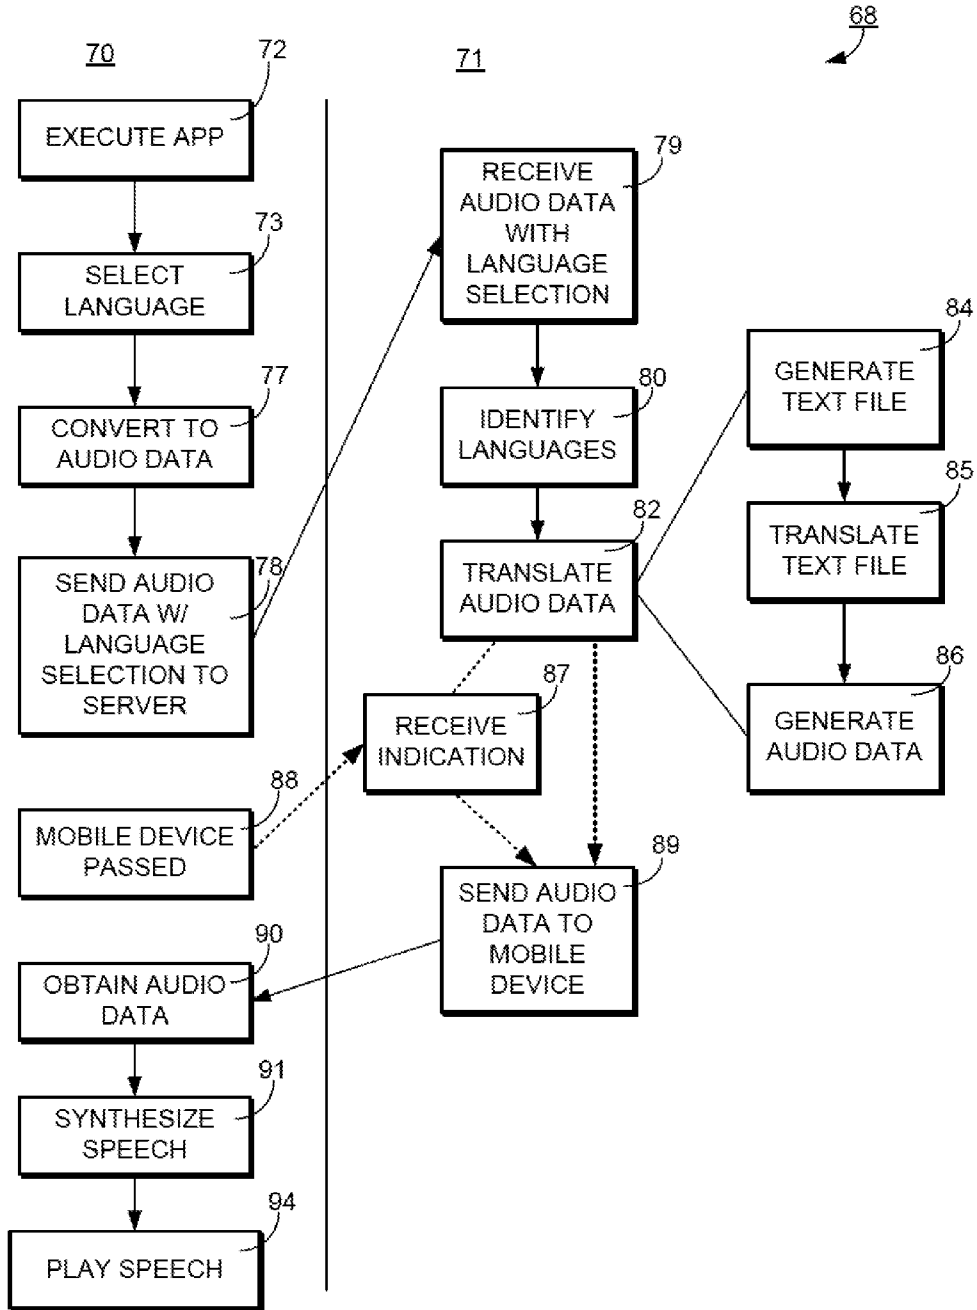 68
70
71
72
EXECUTE APP
73
SELECT
LANGUAGE
77
CONVERT TO
AUDIO DATA
78
SEND AUDIO
DATA W/
LANGUAGE
SELECTION TO
SERVER
88
MOBILE DEVICE
PASSED
90
OBTAIN AUDIO
DATA
91
SYNTHESIZE
SPEECH
94
PLAY SPEECH
79
RECEIVE
AUDIO DATA
WITH
LANGUAGE
SELECTION
80
IDENTIFY
LANGUAGES
82
TRANSLATE
AUDIO DATA
87
RECEIVE
INDICATION
89
SEND AUDIO
DATA TO
MOBILE
DEVICE
84
GENERATE
TEXT FILE
85
TRANSLATE
TEXT FILE
86
GENERATE
AUDIO DATA